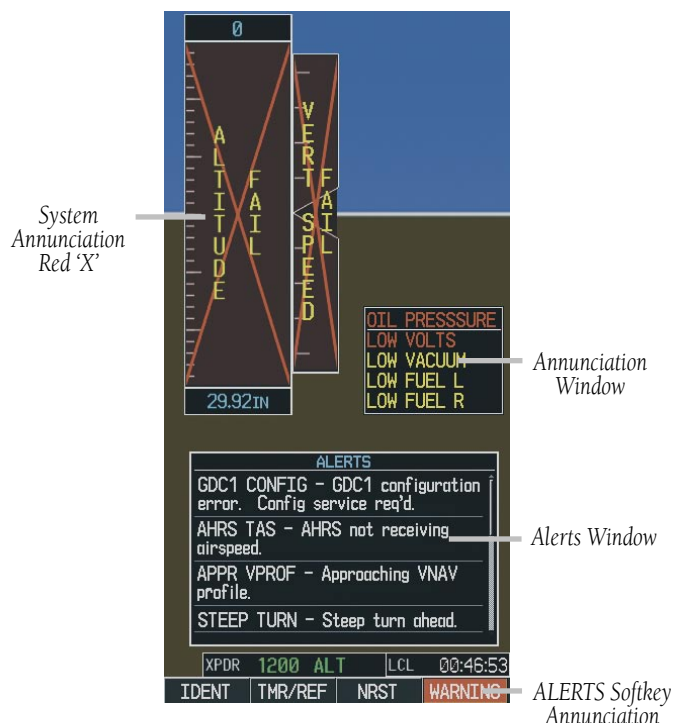 0
ALTITUDE
FAIL
VERT SPEED
FAIL
System
Annunciation
Red ‘X’
29.92IN
OIL PRESSSURE
LOW VOLTS
LOW VACUUM
LOW FUEL L
LOW FUEL R
Annunciation
Window
ALERTS
GDC1 CONFIG – GDC1 configuration
error. Config service req'd.
AHRS TAS – AHRS not receiving
airspeed.
APPR VPROF – Approaching VNAV
profile.
STEEP TURN – Steep turn ahead.
Alerts Window
XPDR 1200 ALT LCL 00:46:53
IDENT TMR/REF NRST WARNING
ALERTS Softkey
Annunciation